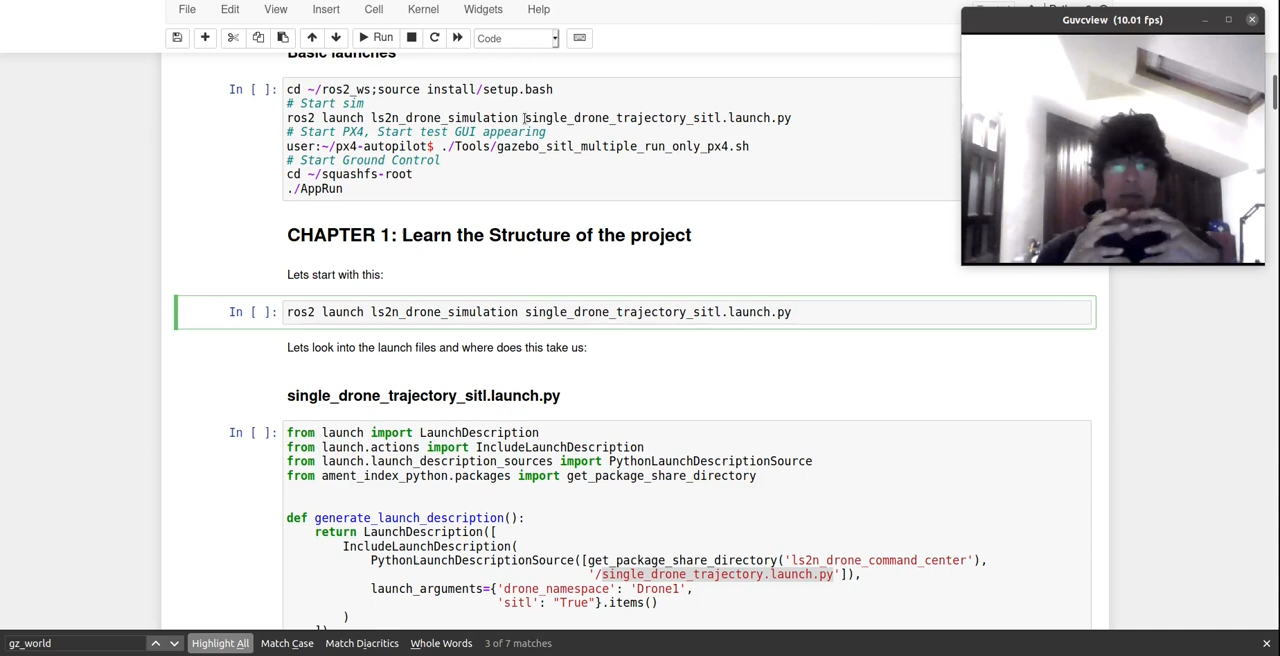 File Edit View Insert Cell Kernel Widgets Help
Guvcview (10.01 fps)
Run
Code
Basic launches
In [ ]: cd ~/ros2_ws;source install/setup.bash
# Start sim
ros2 launch ls2n_drone_simulation single_drone_trajectory_sitl.launch.py
# Start PX4, Start test GUI appearing
user:~/px4-autopilot$ ./Tools/gazebo_sitl_multiple_run_only_px4.sh
# Start Ground Control
cd ~/squashfs-root
./AppRun
CHAPTER 1: Learn the Structure of the project
Lets start with this:
In [ ]: ros2 launch ls2n_drone_simulation single_drone_trajectory_sitl.launch.py
Lets look into the launch files and where does this take us:
single_drone_trajectory_sitl.launch.py
In [ ]: from launch import LaunchDescription
from launch.actions import IncludeLaunchDescription
from launch.launch_description_sources import PythonLaunchDescriptionSource
from ament_index_python.packages import get_package_share_directory
def generate_launch_description():
return LaunchDescription([
IncludeLaunchDescription(
PythonLaunchDescriptionSource([get_package_share_directory('ls2n_drone_command_center'),
'/single_drone_trajectory.launch.py']),
launch_arguments={'drone_namespace': 'Drone1',
'sitl': "True"}.items()
)
])
gz_world Highlight All Match Case Match Diacritics Whole Words 3 of 7 matches